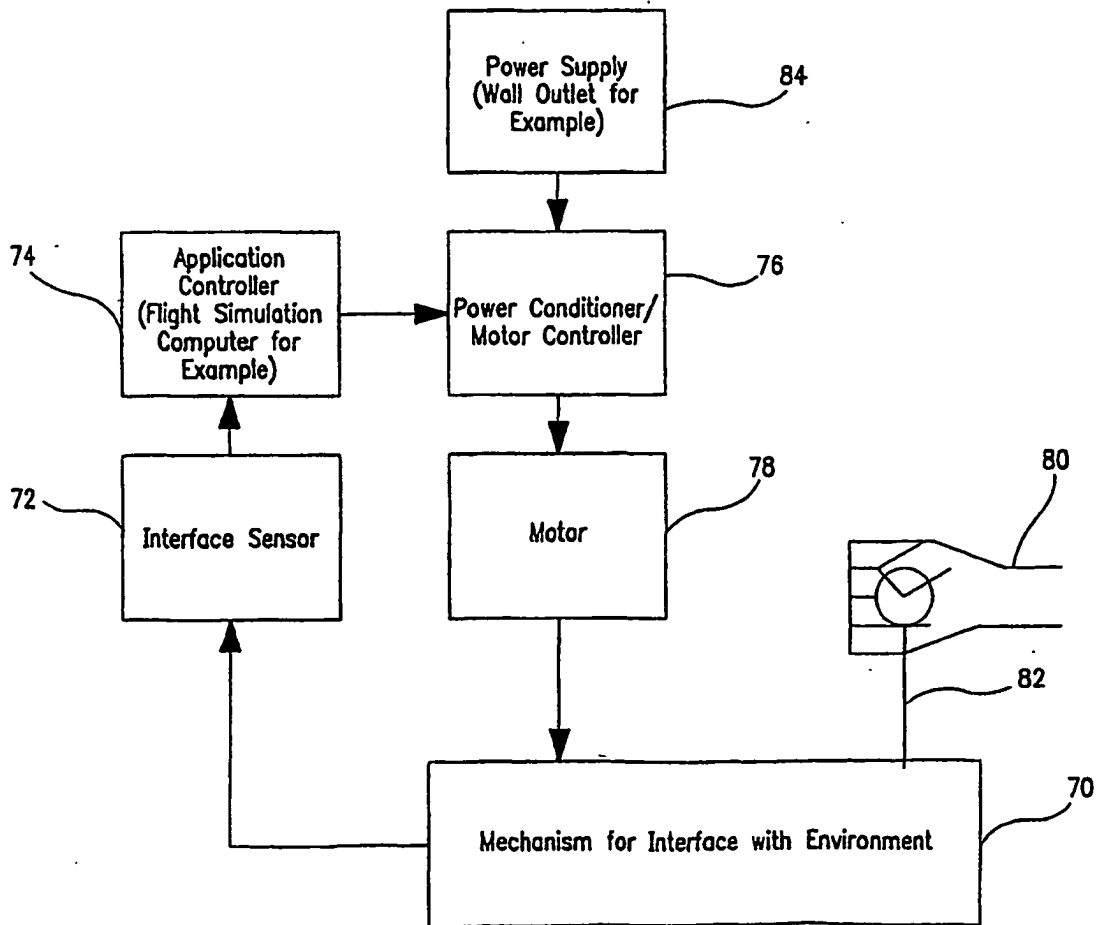 Power Supply
(Wall Outlet for
Example)
84
74
Application
Controller
(Flight Simulation
Computer for
Example)
76
Power Conditioner/
Motor Controller
72
Interface Sensor
78
Motor
80
82
70
Mechanism for Interface with Environment